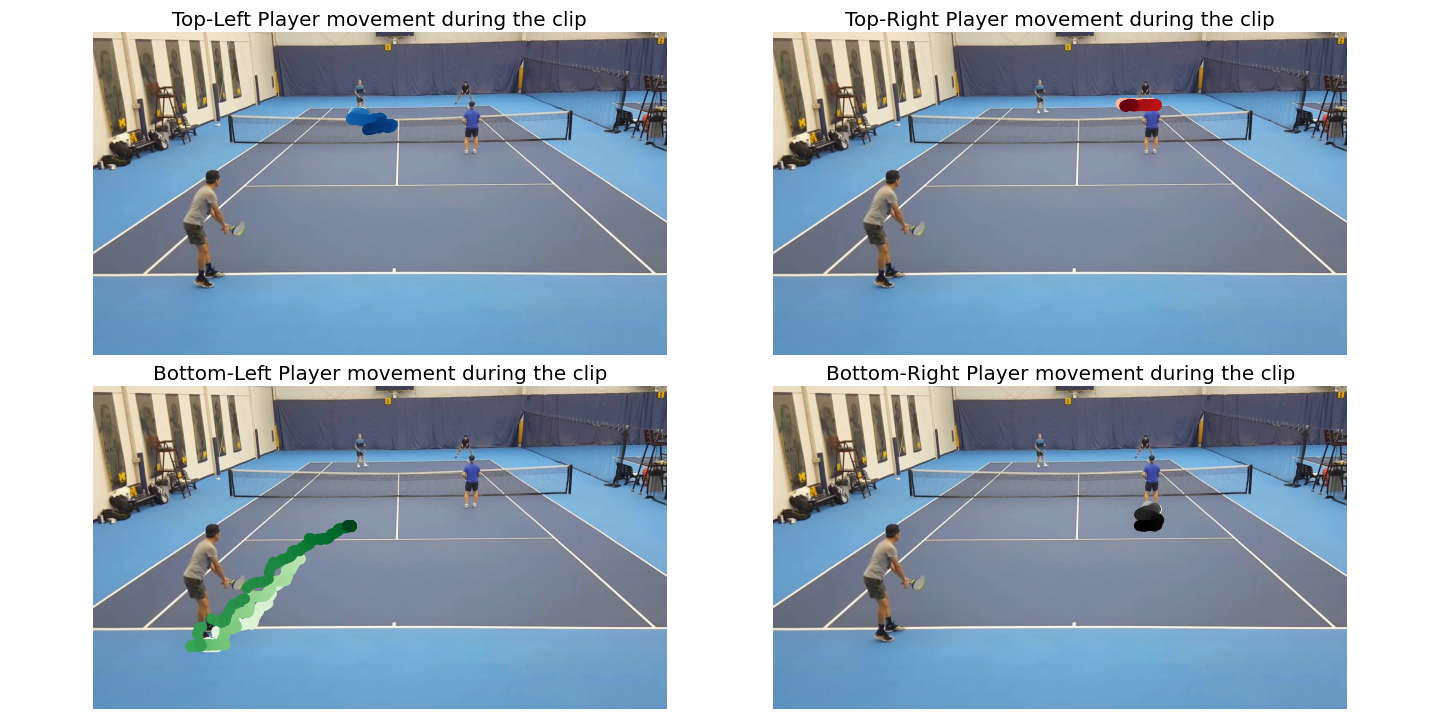 Top-Left Player movement during the clip
Top-Right Player movement during the clip
Bottom-Left Player movement during the clip
Bottom-Right Player movement during the clip